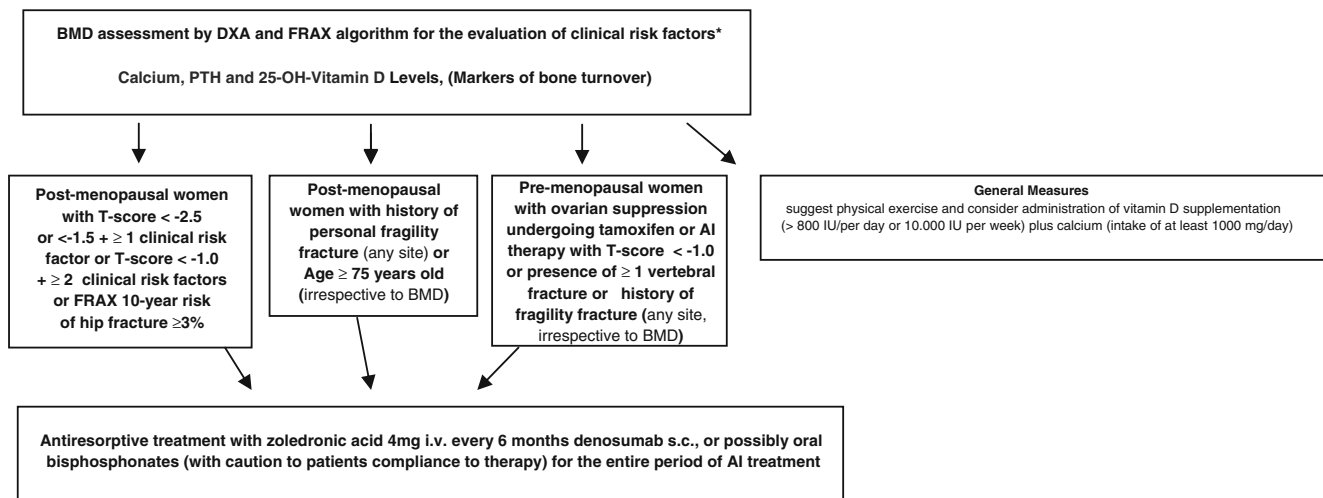 BMD assessment by DXA and FRAX algorithm for the evaluation of clinical risk factors*
Calcium, PTH and 25-OH-Vitamin D Levels, (Markers of bone turnover)
Post-menopausal women
with T-score < -2.5
or <-1.5 + ≥ 1 clinical risk
factor or T-score < -1.0
+ ≥ 2 clinical risk factors
or FRAX 10-year risk
of hip fracture ≥3%
Post-menopausal
women with history of
personal fragility
fracture (any site) or
Age ≥ 75 years old
(irrespective to BMD)
Pre-menopausal women
with ovarian suppression
undergoing tamoxifen or AI
therapy with T-score < -1.0
or presence of ≥ 1 vertebral
fracture or history of
fragility fracture (any site,
irrespective to BMD)
General Measures
suggest physical exercise and consider administration of vitamin D supplementation
(> 800 IU/per day or 10.000 IU per week) plus calcium (intake of at least 1000 mg/day)
Antiresorptive treatment with zoledronic acid 4mg i.v. every 6 months denosumab s.c., or possibly oral
bisphosphonates (with caution to patients compliance to therapy) for the entire period of AI treatment